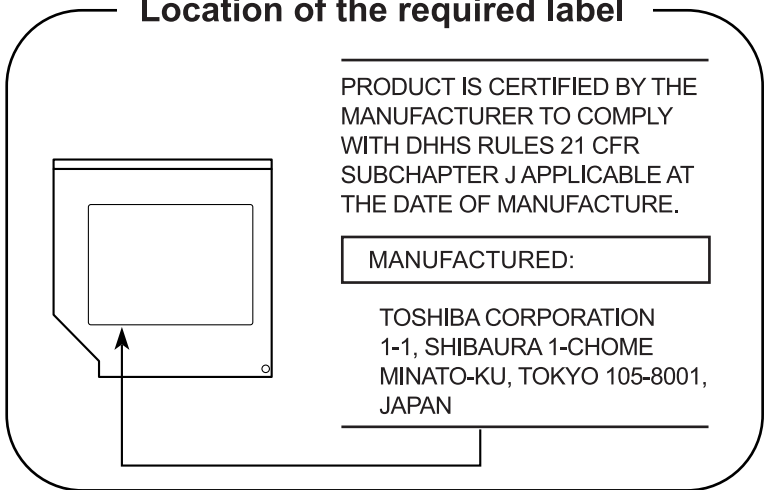 Location of the required label
PRODUCT IS CERTIFIED BY THE
MANUFACTURER TO COMPLY
WITH DHHS RULES 21 CFR
SUBCHAPTER J APPLICABLE AT
THE DATE OF MANUFACTURE.
MANUFACTURED:
TOSHIBA CORPORATION
1-1, SHIBAURA 1-CHOME
MINATO-KU, TOKYO 105-8001,
JAPAN